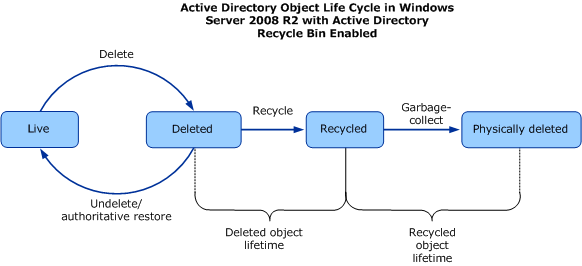 Active Directory Object Life Cycle in Windows
Server 2008 R2 with Active Directory
Recycle Bin Enabled
Delete
Live
Deleted
Recycle
Recycled
Garbage-
collect
Physically deleted
Undelete/
authoritative restore
Deleted object
lifetime
Recycled
object
lifetime